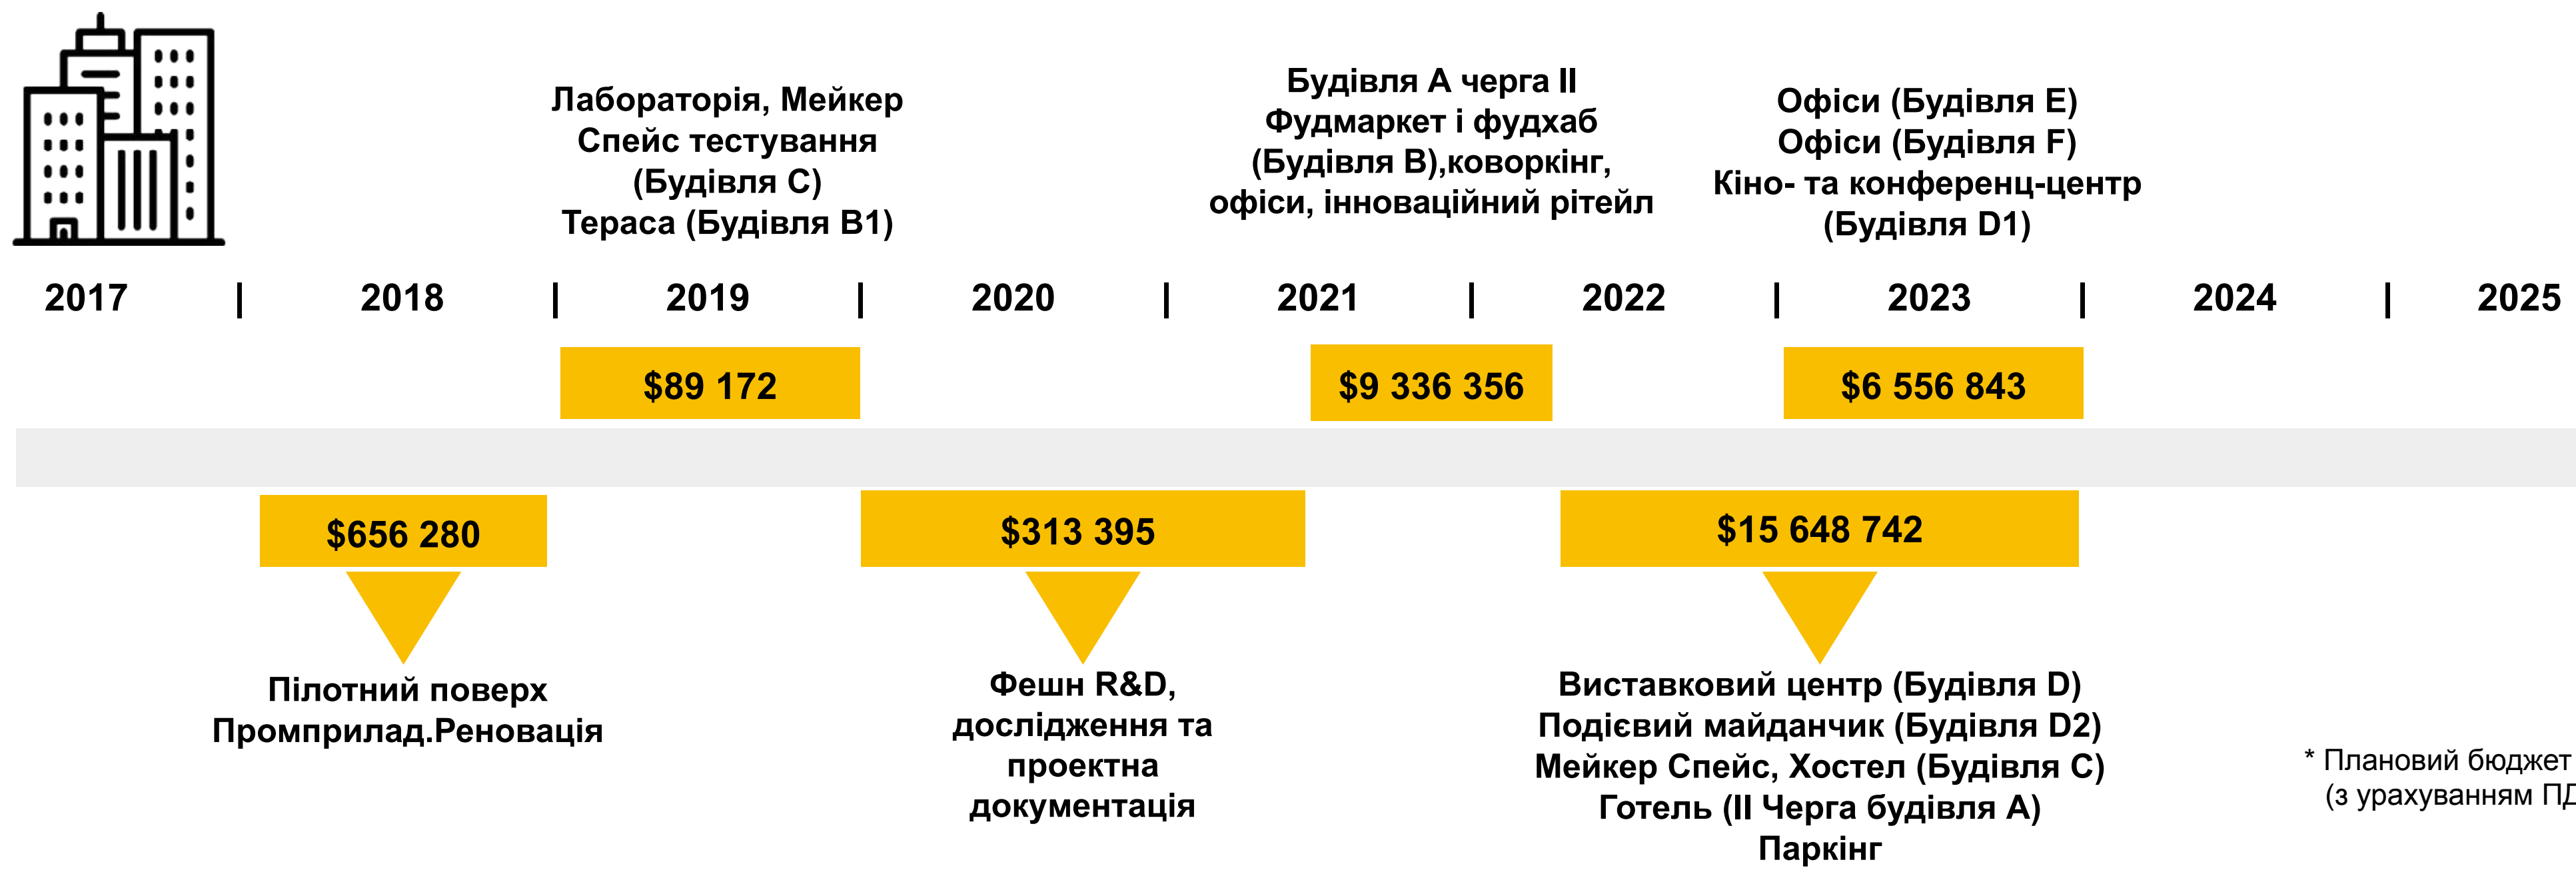 Лабораторія, Мейкер
Спейс тестування
(Будівля C)
Тераса (Будівля B1)
Будівля А черга II
Фудмаркет і фудхаб
(Будівля B),коворкінг,
офіси, інноваційний рітейл
Офіси (Будівля E)
Офіси (Будівля F)
Кіно- та конференц-центр
(Будівля D1)
2017 | 2018 | 2019 | 2020 | 2021 | 2022 | 2023 | 2024 | 2025
$89 172
$9 336 356
$6 556 843
$656 280
$313 395
$15 648 742
Пілотний поверх
Промприлад.Реновація
Фешн R&D,
дослідження та
проектна
документація
Виставковий центр (Будівля D)
Подієвий майданчик (Будівля D2)
Мейкер Спейс, Хостел (Будівля C)
Готель (II Черга будівля А)
Паркінг
* Плановий бюджет
(з урахуванням